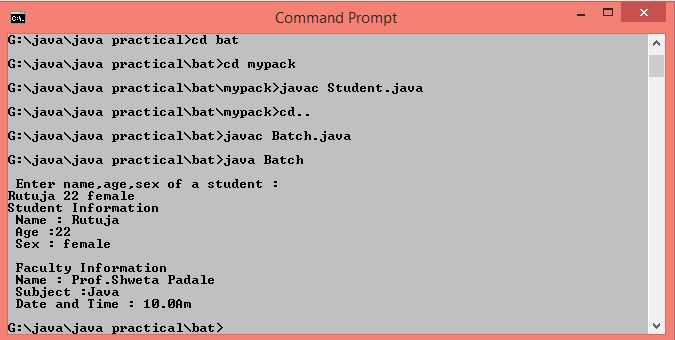 Command Prompt
G:\java\java practical>cd bat
G:\java\java practical\bat>cd mypack
G:\java\java practical\bat\mypack>javac Student.java
G:\java\java practical\bat\mypack>cd..
G:\java\java practical\bat>javac Batch.java
G:\java\java practical\bat>java Batch
Enter name,age,sex of a student :
Rutuja 22 female
Student Information
Name : Rutuja
Age :22
Sex : female
Faculty Information
Name : Prof.Shweta Padale
Subject :Java
Date and Time : 10.0Am
G:\java\java practical\bat>